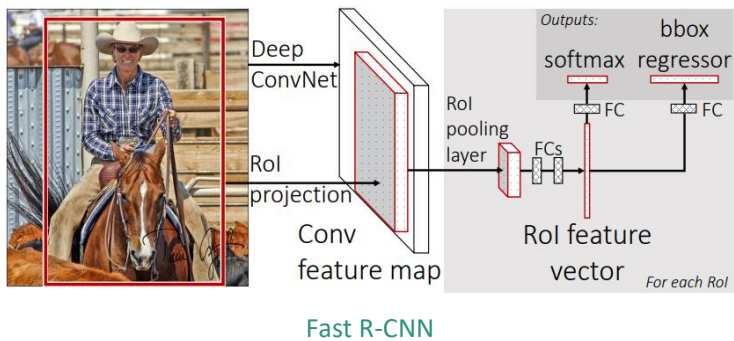 Deep
ConvNet
RoI
projection
Conv
feature map
RoI
pooling
layer
FCs
RoI feature
vector
Outputs:
softmax
bbox
regressor
FC
FC
For each RoI
Fast R-CNN